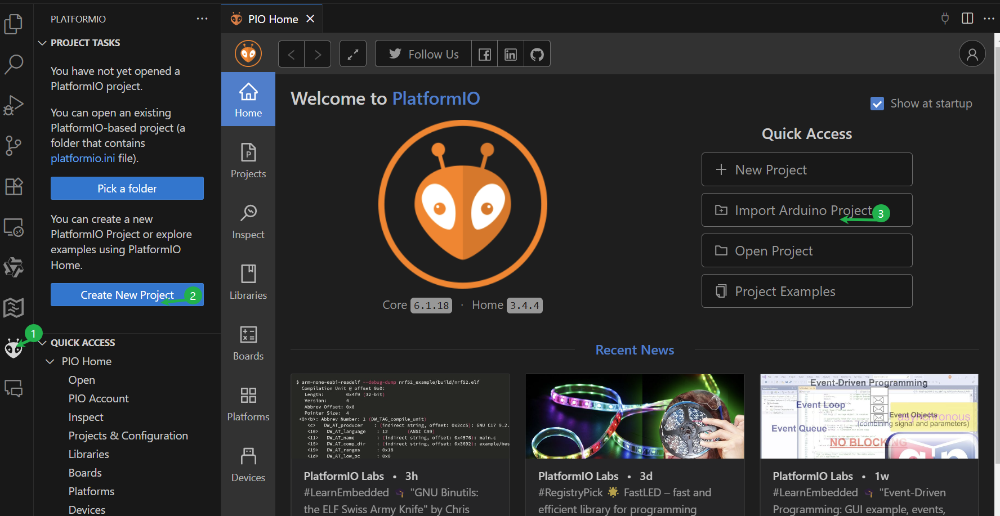 PLATFORMIO
PROJECT TASKS
You have not yet opened a
PlatformIO project.
You can open an existing
PlatformIO-based project (a
folder that contains
platformio.ini file).
Pick a folder
You can create a new
PlatformIO Project or explore
examples using PlatformIO
Home.
Create New Project
2
1
QUICK ACCESS
PIO Home
Open
PIO Account
Inspect
Projects & Configuration
Libraries
Boards
Platforms
Devices
PIO Home
Follow Us
Home
Projects
Inspect
Libraries
Boards
Platforms
Devices
Welcome to PlatformIO
Show at startup
Core 6.1.18 · Home 3.4.4
Quick Access
New Project
Import Arduino Project
3
Open Project
Project Examples
Recent News
$ arm-none-eabi-readelf --debug-dump nrf52_example/build/nrf52.elf
Compilation Unit @ offset 0x0:
Length: 0x4f9 (32-bit)
Version: 4
Abbrev Offset: 0x0
Pointer Size: 4
<0><b>: Abbrev Number: 1 (DW_TAG_compile_unit)
<c> DW_AT_producer : (indirect string, offset: 0x2cc5): GNU C17 9.2.
<10> DW_AT_language : 12 (ANSI C99)
<11> DW_AT_name : (indirect string, offset: 0x4576): main.c
<15> DW_AT_comp_dir : (indirect string, offset: 0x3692): example/bes
<19> DW_AT_ranges : 0x18
<1d> DW_AT_low_pc : 0x0
PlatformIO Labs • 3h
#LearnEmbedded "GNU Binutils:
the ELF Swiss Army Knife" by Chris
PlatformIO Labs • 3d
#RegistryPick FastLED – fast and
efficient library for programming
Event-Driven Programming
Event Loop
Event Objects
asynchronous
(combining signal and parameters)
Event Queue
NO BLOCKING
PlatformIO Labs • 1w
#LearnEmbedded "Event-Driven
Programming: GUI example, events,